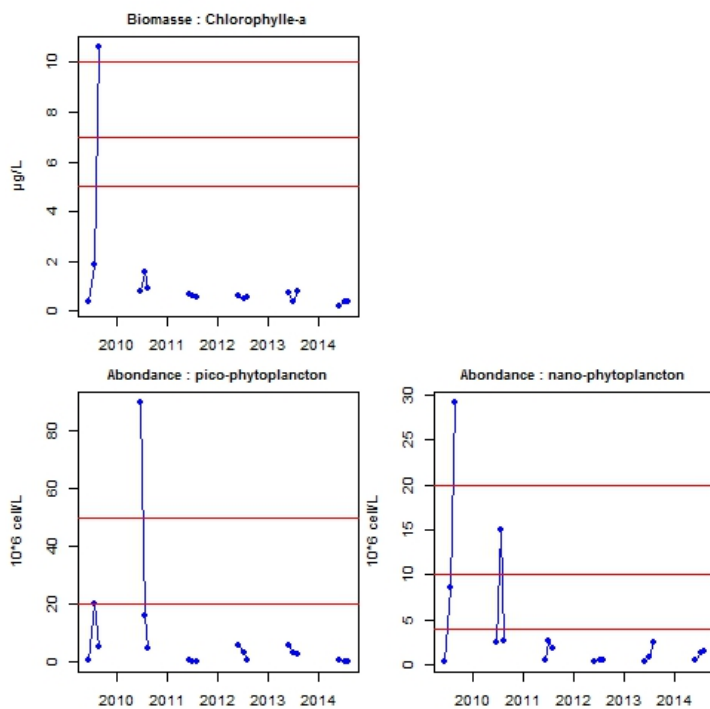 Biomasse : Chlorophylle-a
10
8
6
4
2
0
µg/L
2010 2011 2012 2013 2014
Abondance : pico-phytoplancton
80
60
40
20
0
10*6 cell/L
2010 2011 2012 2013 2014
Abondance : nano-phytoplancton
30
25
20
15
10
5
0
10*6 cell/L
2010 2011 2012 2013 2014